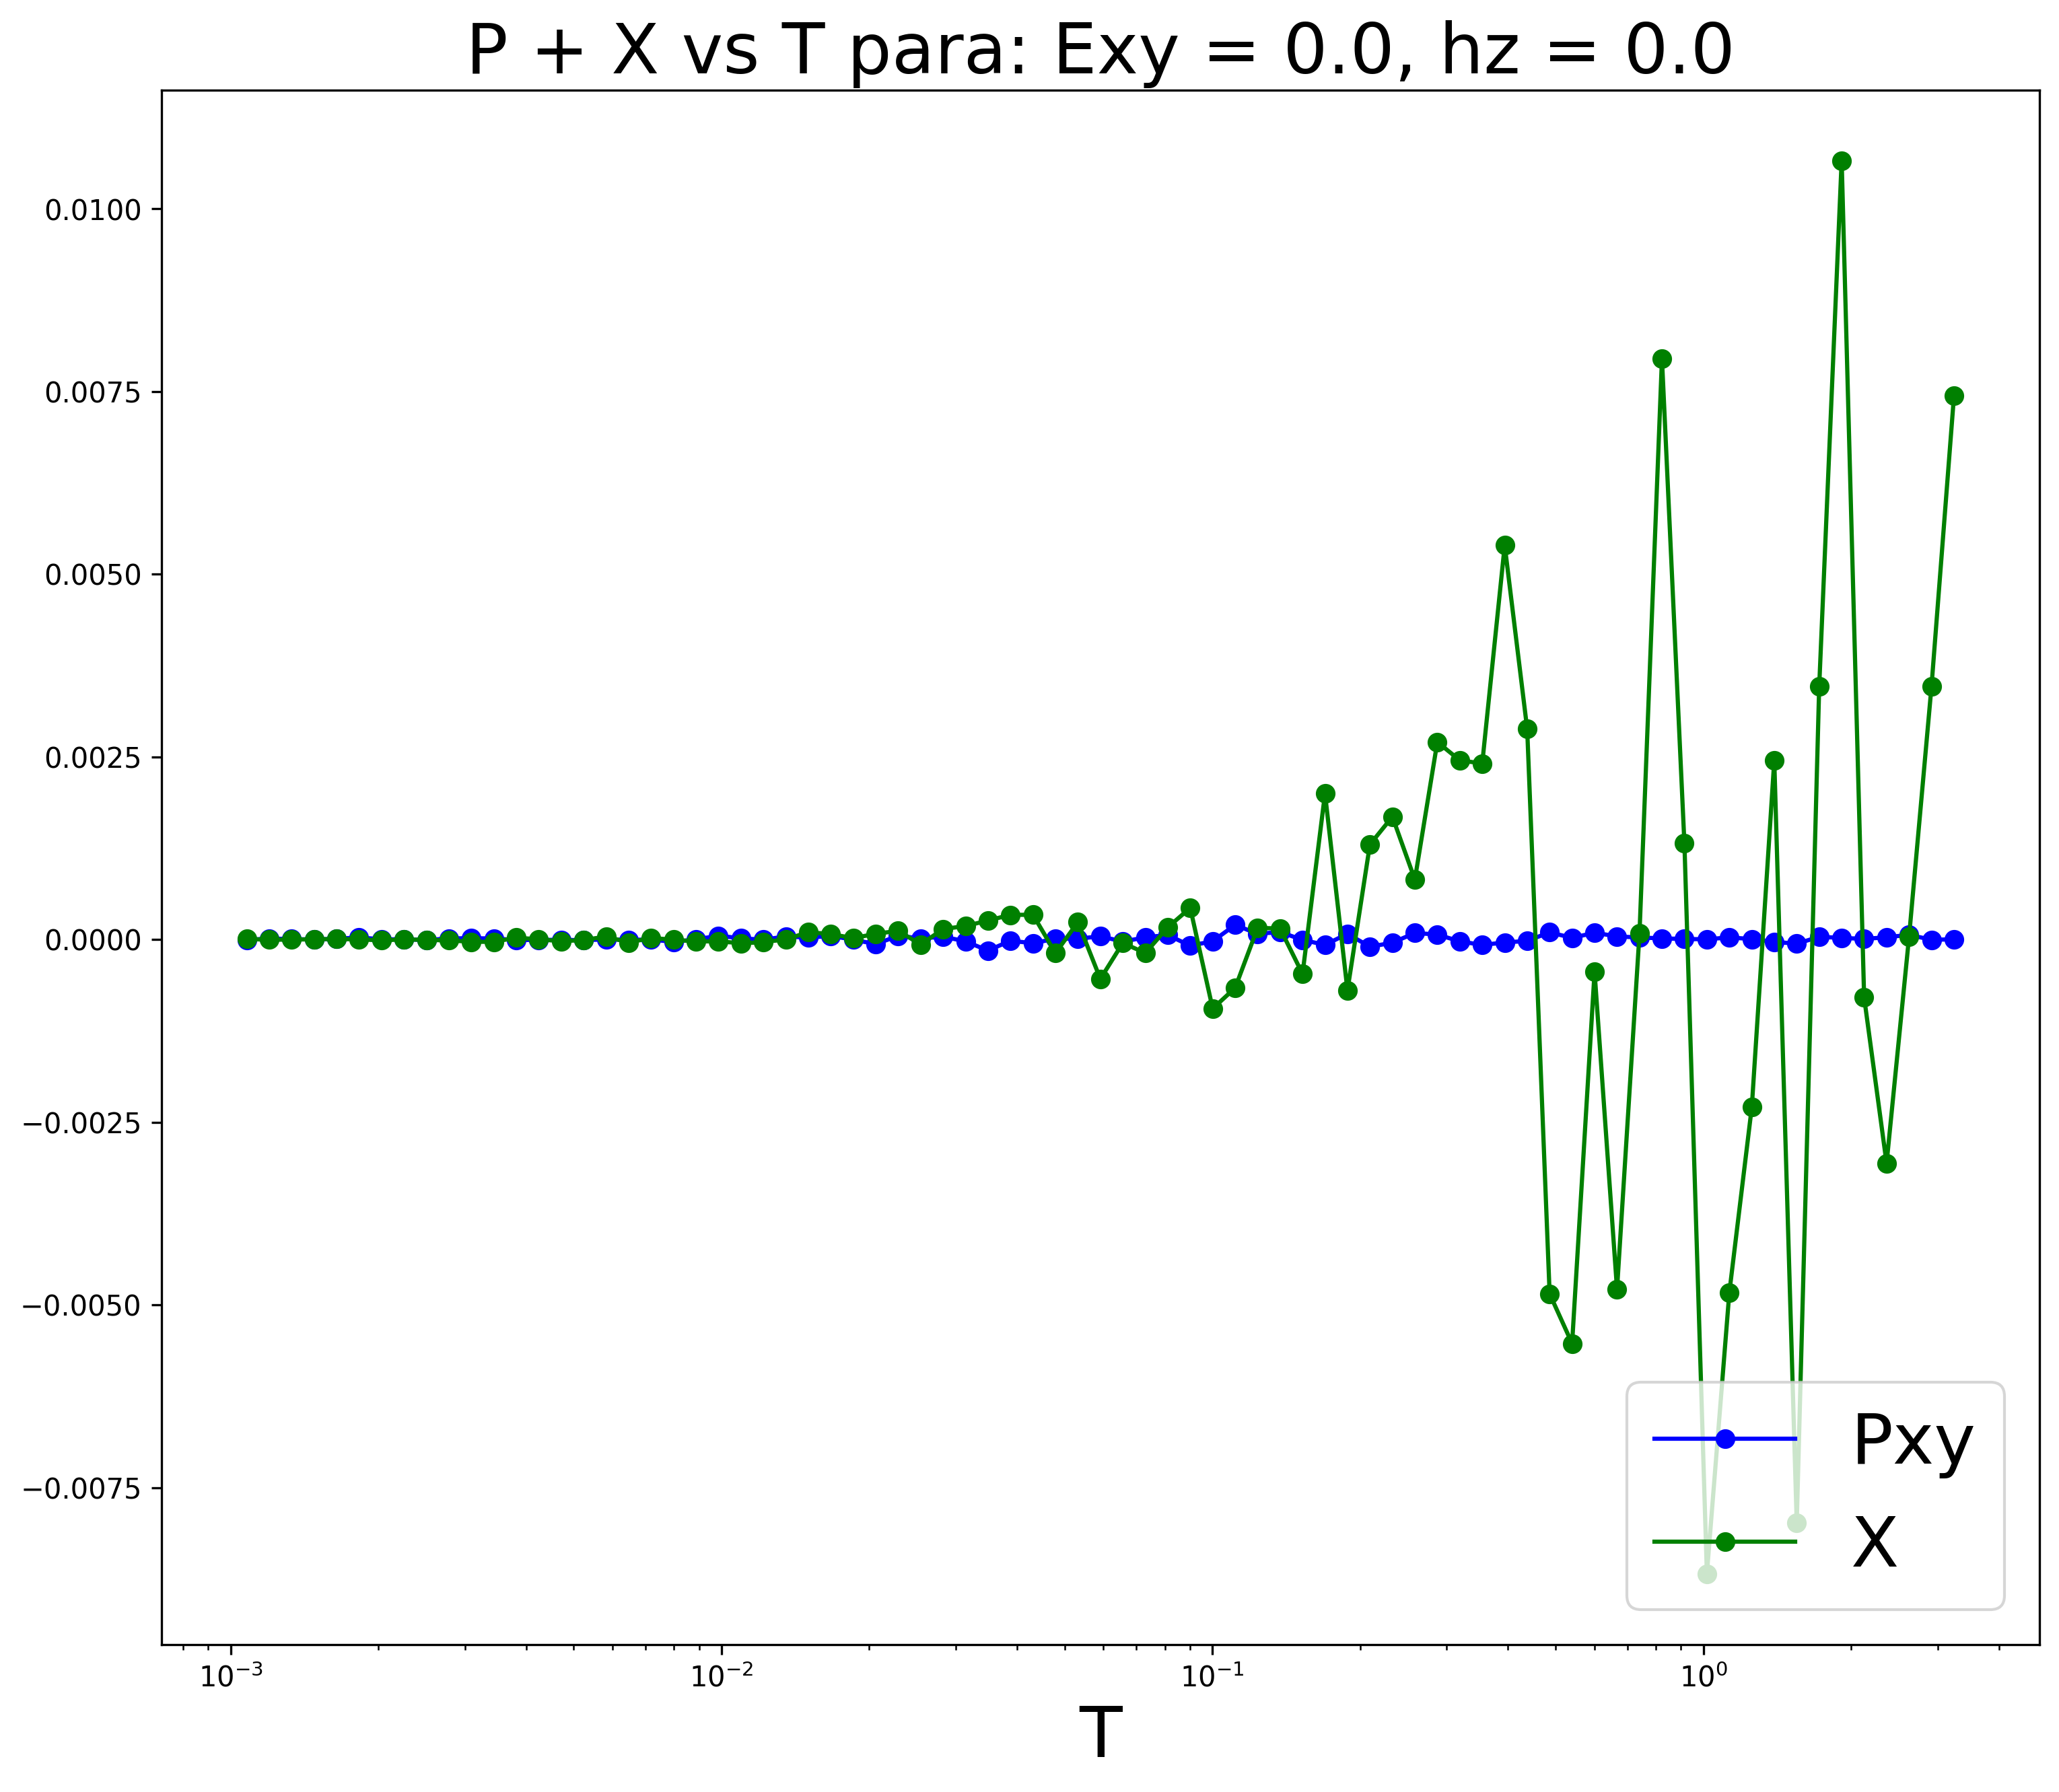 P + X vs T para: Exy = 0.0, hz = 0.0
0.0100
0.0075
0.0050
0.0025
0.0000
−0.0025
−0.0050
−0.0075
Pxy
X
10⁻³ 10⁻² 10⁻¹ 10⁰
T